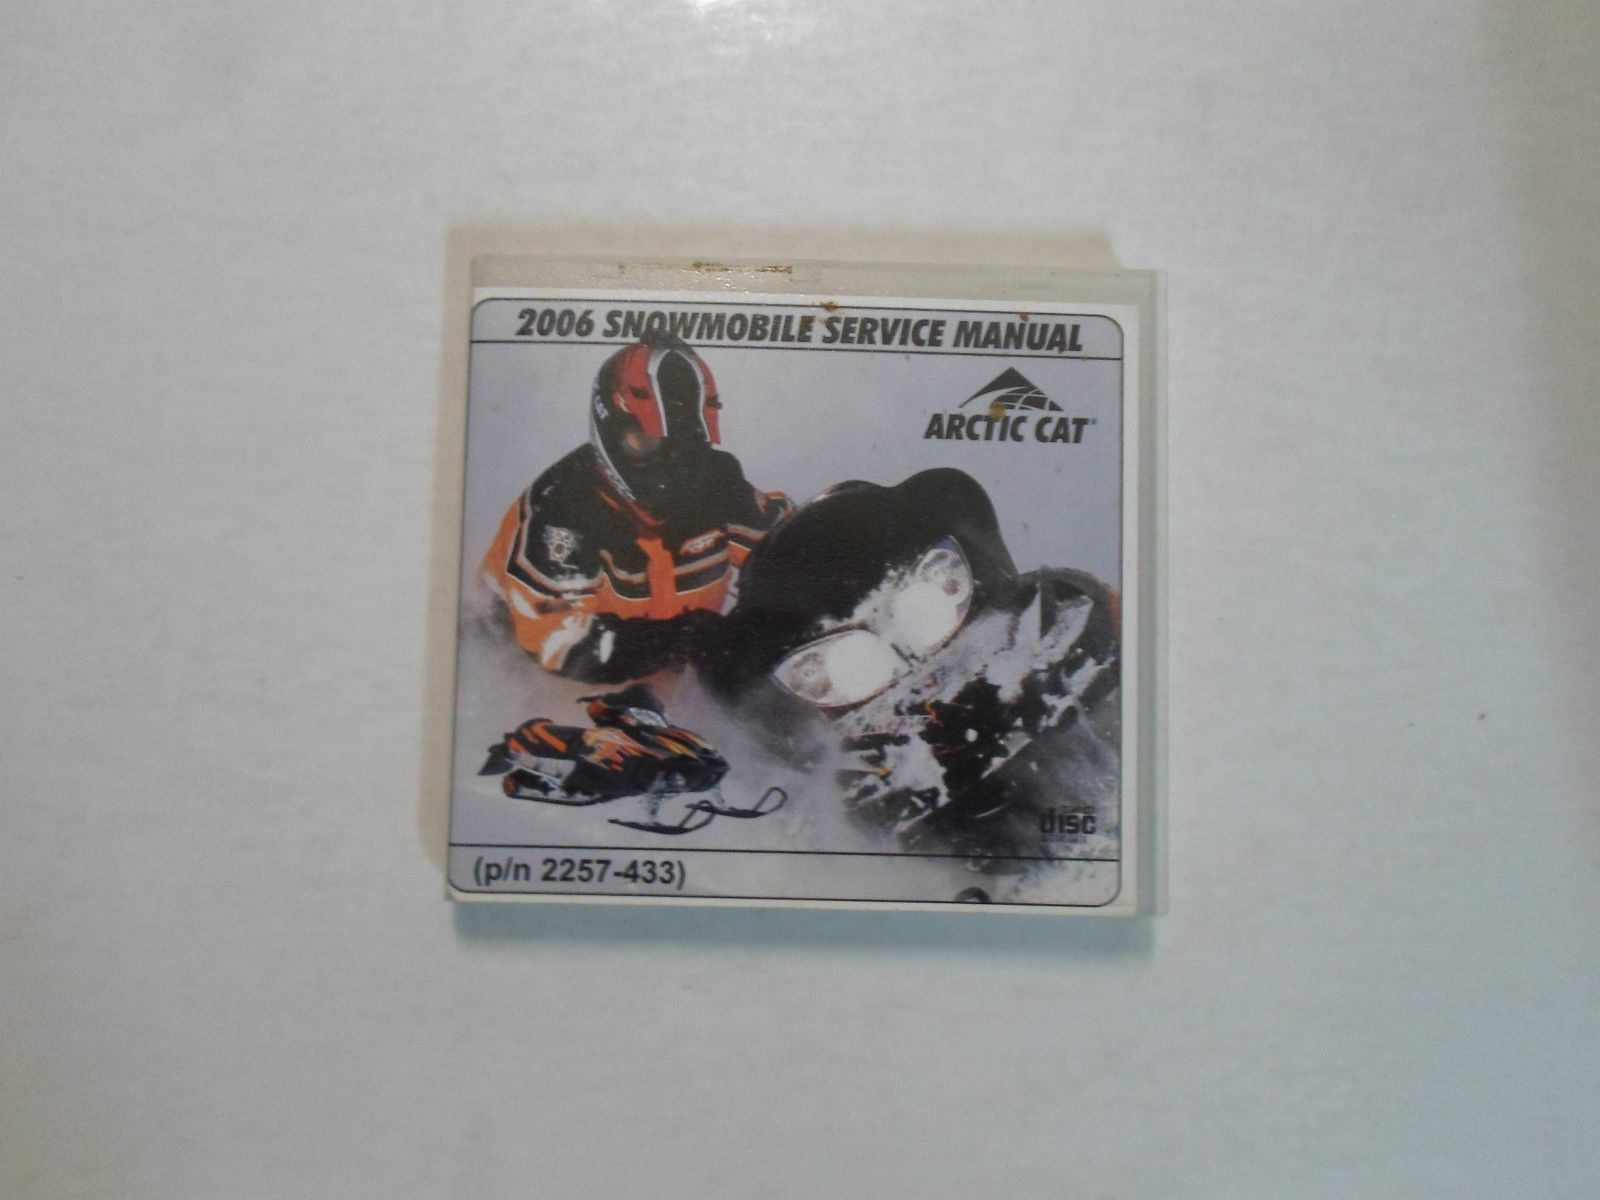 2006 SNOWMOBILE SERVICE MANUAL
ARCTIC CAT
disc
(p/n 2257-433)